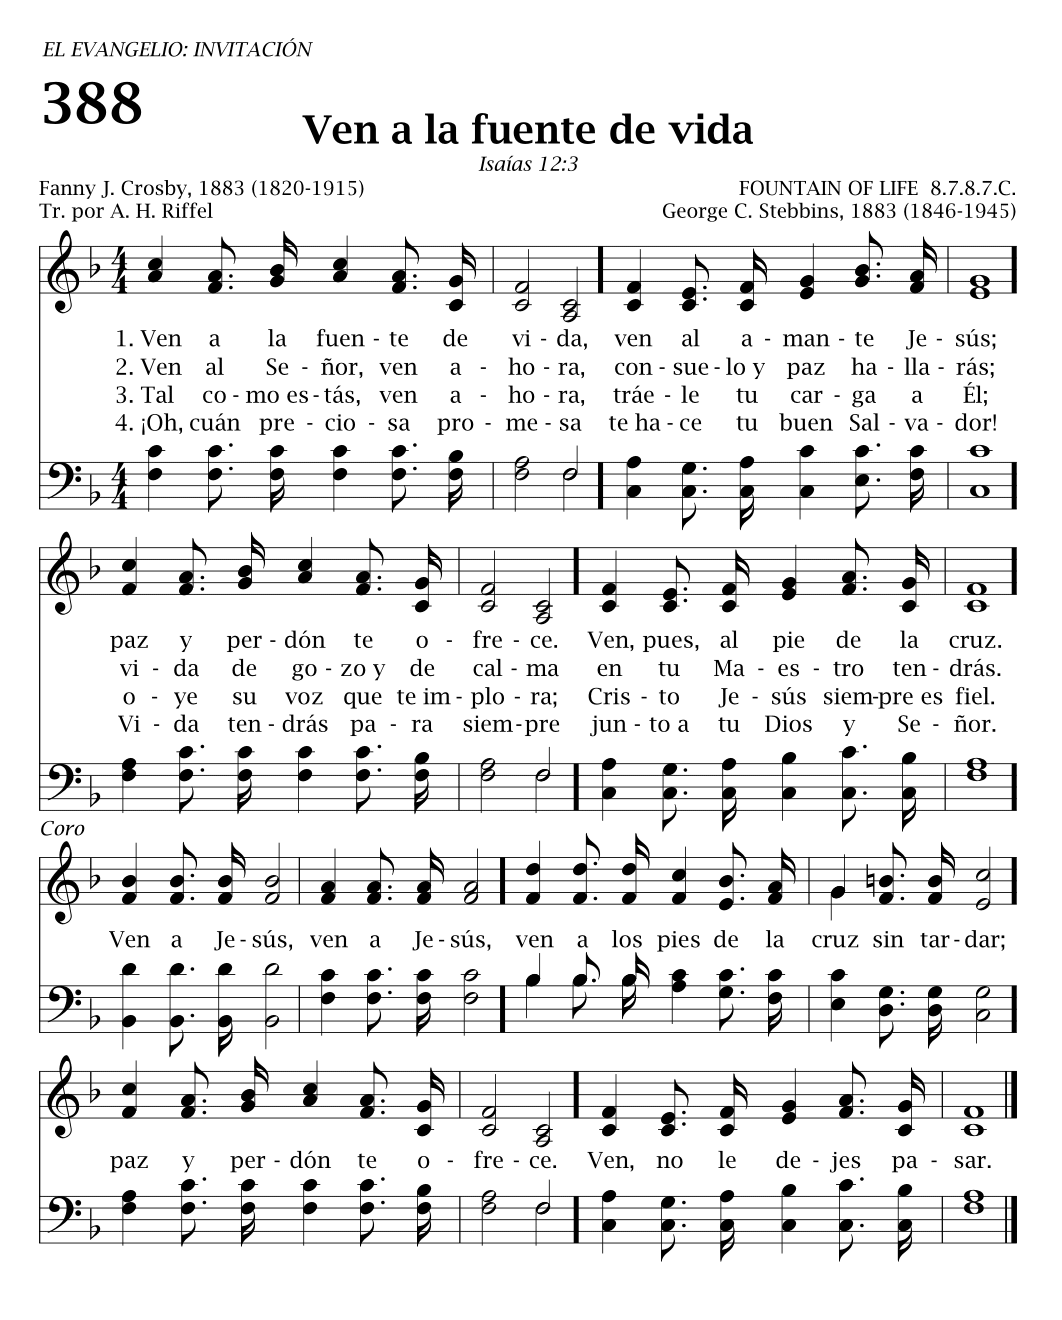 EL EVANGELIO: INVITACIÓN
388
Ven a la fuente de vida
Isaías 12:3
Fanny J. Crosby, 1883 (1820-1915)
FOUNTAIN OF LIFE 8.7.8.7.C.
Tr. por A. H. Riffel
George C. Stebbins, 1883 (1846-1945)
1. Ven a la fuen - te de vi - da, ven al a - man - te Je - sús;
2. Ven al Se - ñor, ven a - ho - ra, con - sue - lo y paz ha - lla - rás;
3. Tal co - mo es - tás, ven a - ho - ra, tráe - le tu car - ga a Él;
4. ¡Oh, cuán pre - cio - sa pro - me - sa te ha - ce tu buen Sal - va - dor!
paz y per - dón te o - fre - ce. Ven, pues, al pie de la cruz.
vi - da de go - zo y de cal - ma en tu Ma - es - tro ten - drás.
o - ye su voz que te im - plo - ra; Cris - to Je - sús siem-pre es fiel.
Vi - da ten - drás pa - ra siem-pre jun - to a tu Dios y Se - ñor.
Coro
Ven a Je - sús, ven a Je - sús, ven a los pies de la cruz sin tar - dar;
paz y per - dón te o - fre - ce. Ven, no le de - jes pa - sar.